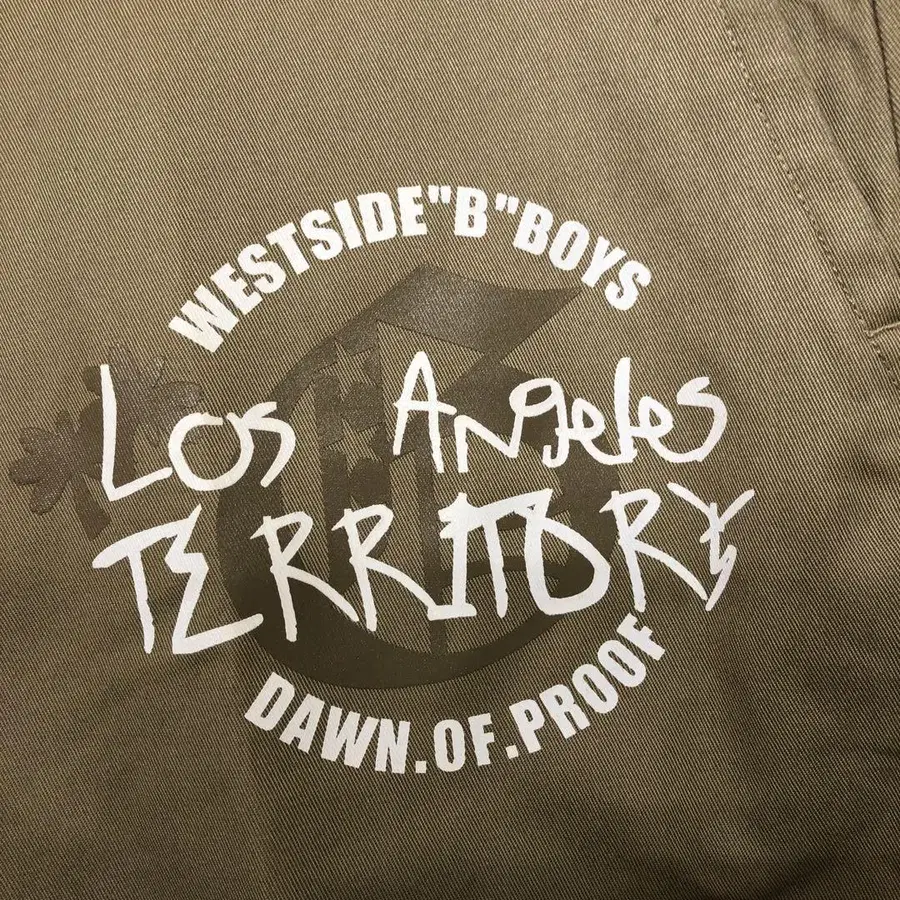 WESTSIDE"B"BOYS
Los Angeles
TERRITORY
DAWN.OF.PROOF